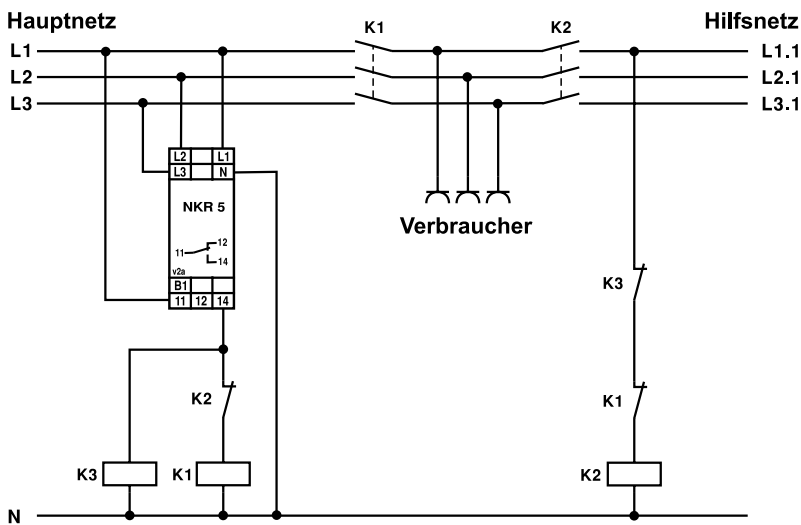 Hauptnetz K1 K2 Hilfsnetz
L1 L1.1
L2 L2.1
L3 L3.1
L2 L1
L3 N
NKR 5
Verbraucher
12
11
14
v2a
B1
11 12 14
K3
K2 K1
K3 K1 K2
N